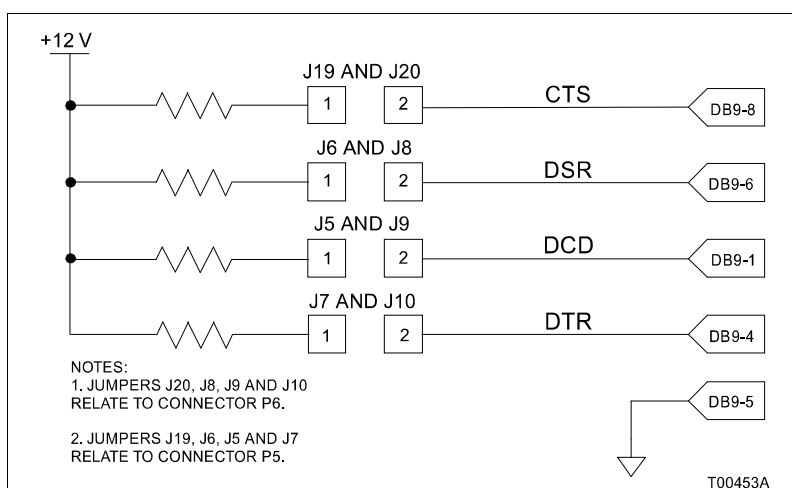 +12 V
J19 AND J20
1 2 CTS DB9-8
J6 AND J8
1 2 DSR DB9-6
J5 AND J9
1 2 DCD DB9-1
J7 AND J10
1 2 DTR DB9-4
NOTES:
1. JUMPERS J20, J8, J9 AND J10
RELATE TO CONNECTOR P6.
2. JUMPERS J19, J6, J5 AND J7
RELATE TO CONNECTOR P5.
DB9-5
T00453A